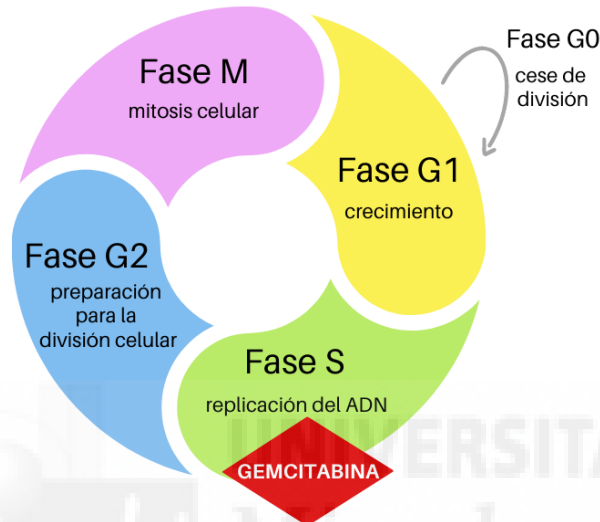 Fase G0
cese de
división
Fase M
mitosis celular
Fase G1
crecimiento
Fase G2
preparación
para la
división celular
Fase S
replicación del ADN
GEMCITABINA
UNIVERSITA